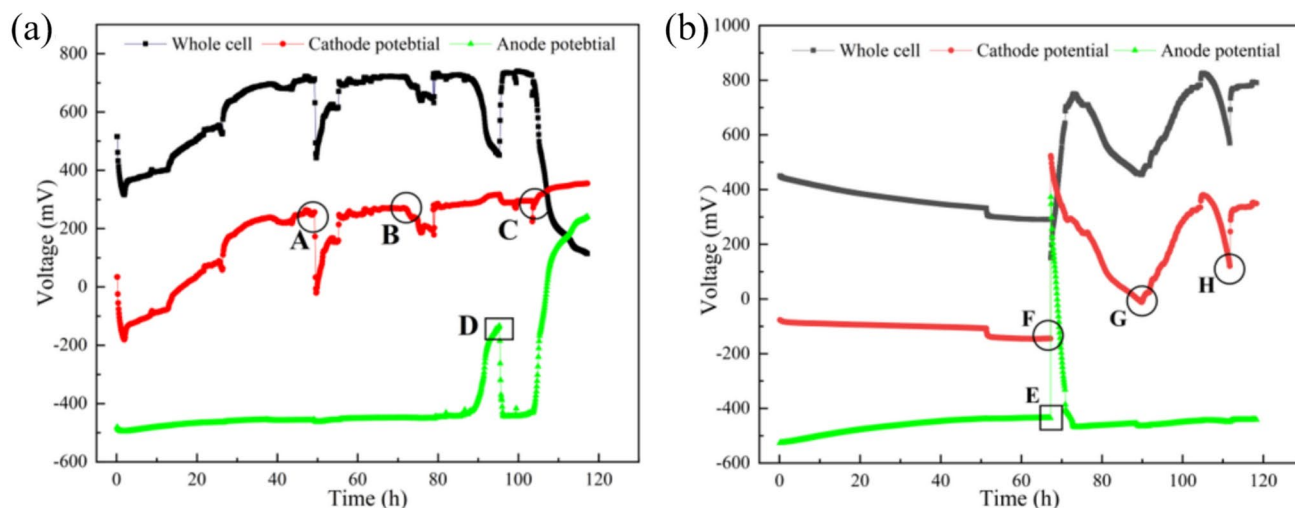 (a)
Whole cell Cathode potebtial Anode potebtial
Voltage (mV)
800
600
400
200
0
-200
-400
-600
A
B
C
D
0 20 40 60 80 100 120
Time (h)
(b)
Whole cell Cathode potential Anode potential
Voltage (mV)
1000
800
600
400
200
0
-200
-400
-600
F
E
G
H
0 20 40 60 80 100 120
Time (h)